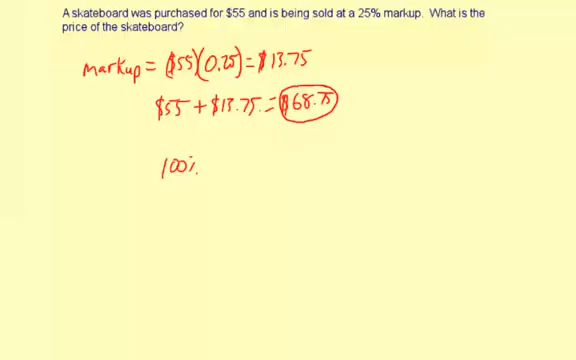 A skateboard was purchased for $55 and is being sold at a 25% markup.  What is the
price of the skateboard?
markup = ($55)(0.25) = $13.75
$55 + $13.75 = $68.75
100%